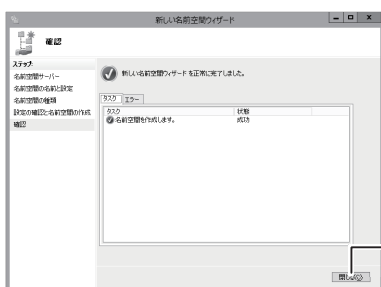 新しい名前空間ウィザード
確認
ステップ:
名前空間サーバー
名前空間の名前と設定
名前空間の種類
設定の確認と名前空間の作成
確認
新しい名前空間ウィザード を正常に完了しました。
タスク エラー
タスク 状態
名前空間を作成します。 成功